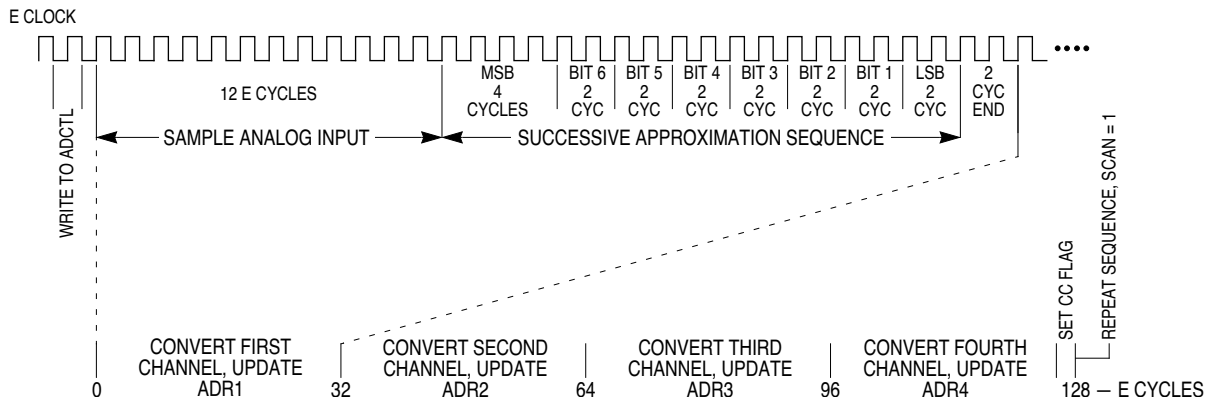 E CLOCK
12 E CYCLES
MSB
4
CYCLES
BIT 6
2
CYC
BIT 5
2
CYC
BIT 4
2
CYC
BIT 3
2
CYC
BIT 2
2
CYC
BIT 1
2
CYC
LSB
2
CYC
2
CYC
END
SAMPLE ANALOG INPUT
SUCCESSIVE APPROXIMATION SEQUENCE
WRITE TO ADCTL
SET CC FLAG
REPEAT SEQUENCE, SCAN = 1
CONVERT FIRST
CHANNEL, UPDATE
ADR1
CONVERT SECOND
CHANNEL, UPDATE
ADR2
CONVERT THIRD
CHANNEL, UPDATE
ADR3
CONVERT FOURTH
CHANNEL, UPDATE
ADR4
0
32
64
96
128 — E CYCLES